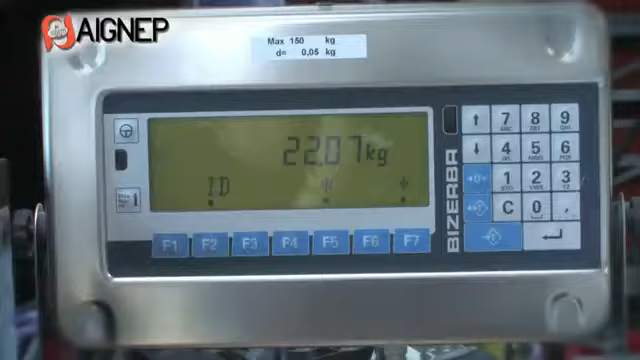 AIGNEP
Max 150 kg
d= 0,05 kg
22.07kg
ID
BIZERBA
F1 F2 F3 F4 F5 F6 F7
7 8 9
4 5 6
1 2 3
C 0 .